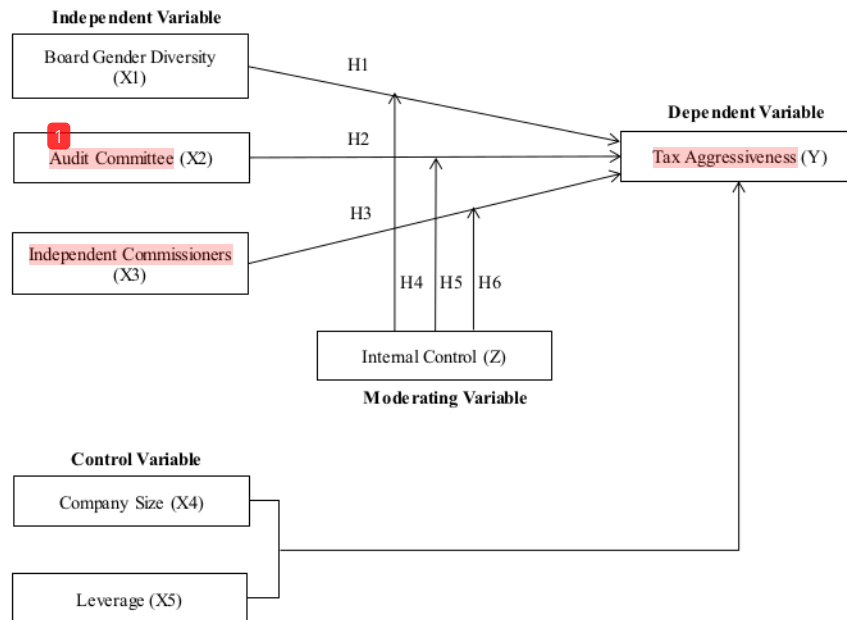 Independent Variable
Board Gender Diversity
(X1)
H1
Dependent Variable
1
Audit Committee (X2)
H2
Tax Aggressiveness (Y)
H3
Independent Commissioners
(X3)
H4
H5
H6
Internal Control (Z)
Moderating Variable
Control Variable
Company Size (X4)
Leverage (X5)